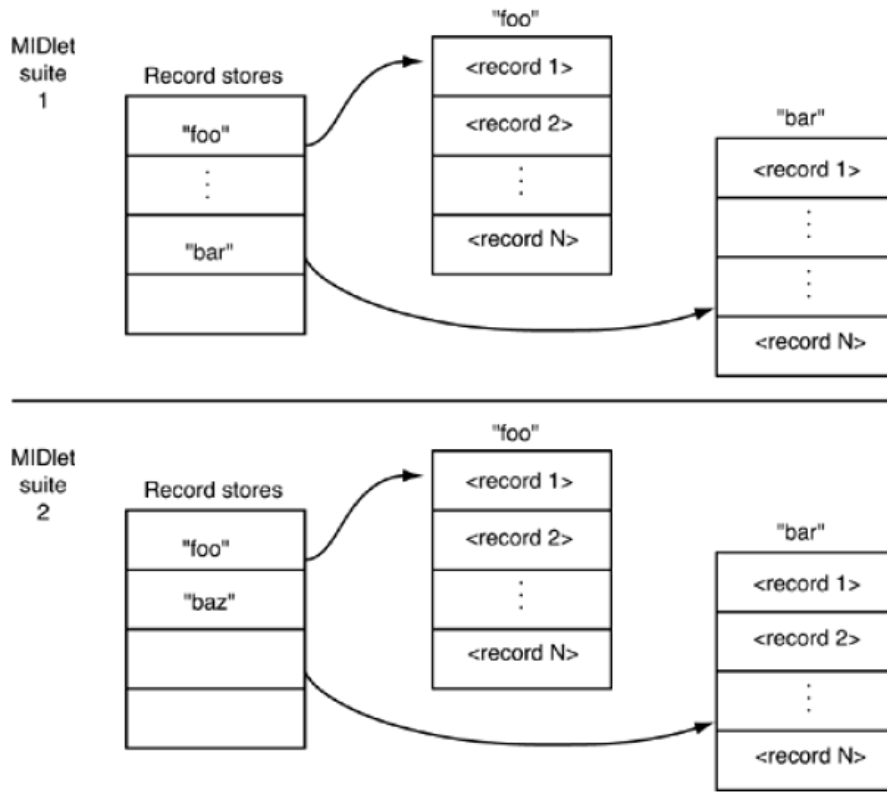 MIDlet
suite
1
Record stores
"foo"
⋮
"bar"
"foo"
<record 1>
<record 2>
⋮
<record N>
"bar"
<record 1>
⋮
⋮
<record N>
MIDlet
suite
2
Record stores
"foo"
"baz"
"foo"
<record 1>
<record 2>
⋮
<record N>
"bar"
<record 1>
<record 2>
⋮
<record N>